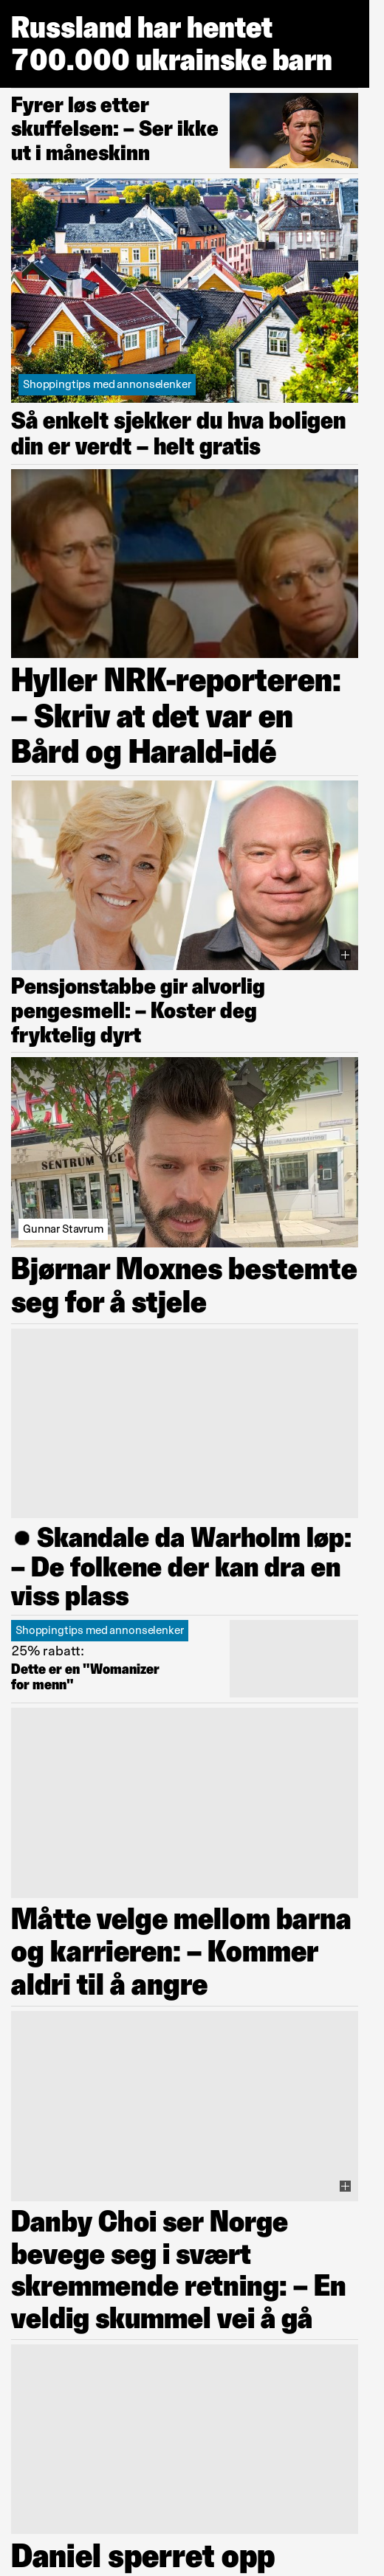 Russland har hentet
700.000 ukrainske barn
Fyrer løs etter
skuffelsen: – Ser ikke
ut i måneskinn
Shoppingtips med annonselenker
Så enkelt sjekker du hva boligen
din er verdt – helt gratis
Hyller NRK-reporteren:
– Skriv at det var en
Bård og Harald-idé
Pensjonstabbe gir alvorlig
pengesmell: – Koster deg
fryktelig dyrt
SENTRUM
Gunnar Stavrum
Bjørnar Moxnes bestemte
seg for å stjele
Skandale da Warholm løp:
– De folkene der kan dra en
viss plass
Shoppingtips med annonselenker
25% rabatt:
Dette er en "Womanizer
for menn"
Måtte velge mellom barna
og karrieren: – Kommer
aldri til å angre
Danby Choi ser Norge
bevege seg i svært
skremmende retning: – En
veldig skummel vei å gå
Daniel sperret opp